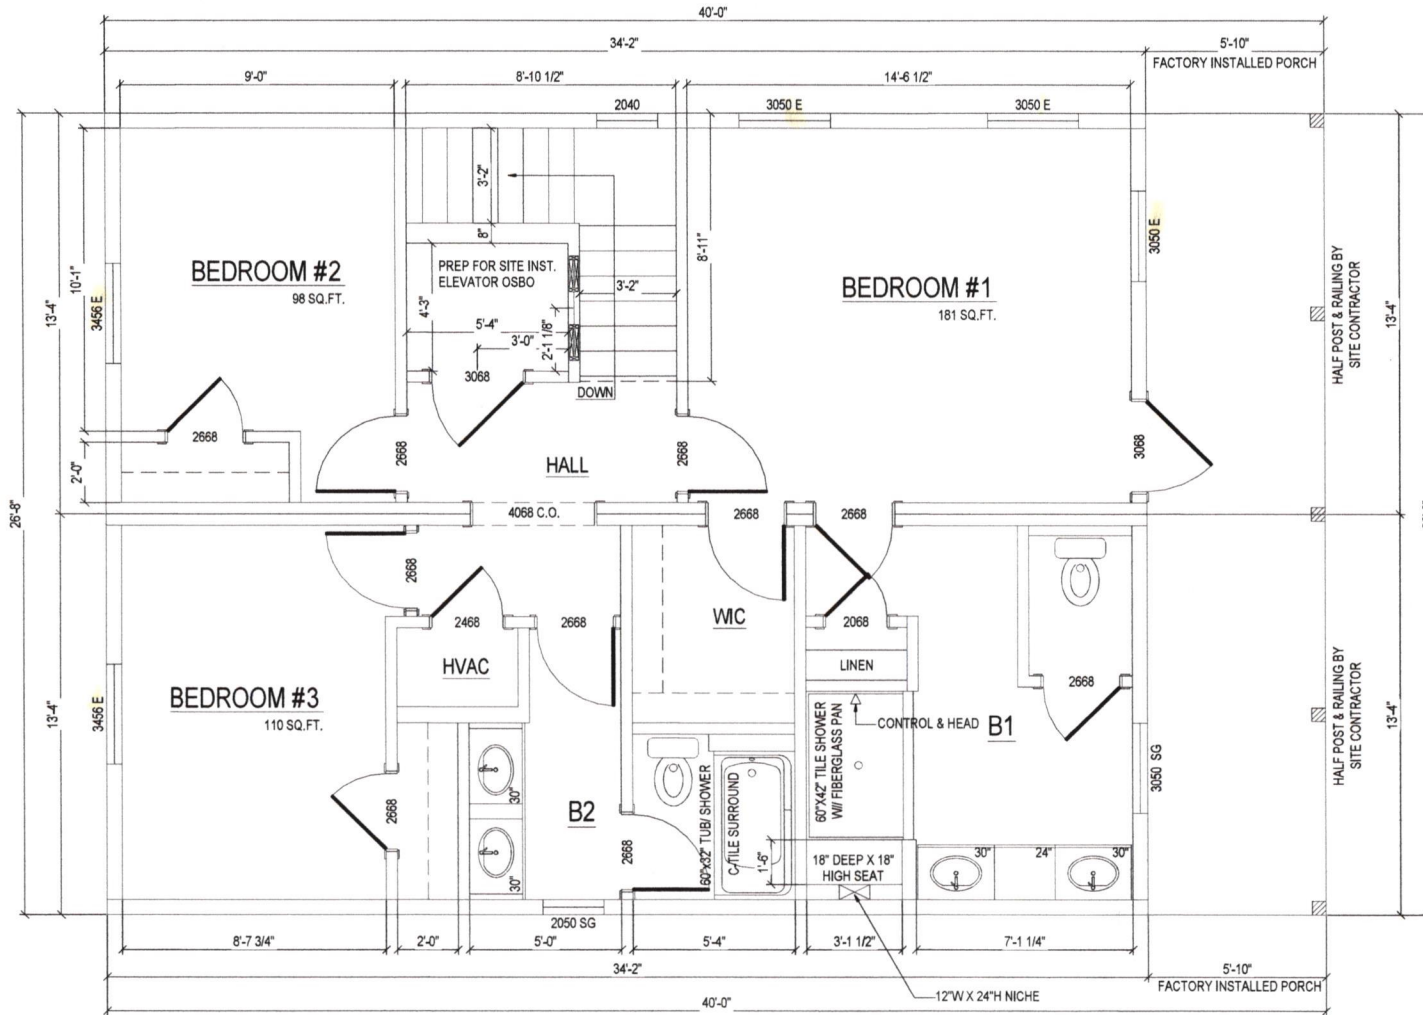 40'-0"
34'-2"
5'-10"
FACTORY INSTALLED PORCH
9'-0"
8'-10 1/2"
14'-6 1/2"
2040
3050 E
3050 E
3'-2"
8"
10'-1"
13'-4"
3456 E
BEDROOM #2
98 SQ.FT.
PREP FOR SITE INST.
ELEVATOR OSBO
4'-3"
5'-4"
3'-0"
2'-1 1/8"
3'-2"
8'-11"
BEDROOM #1
181 SQ.FT.
3050 E
HALF POST & RAILING BY
SITE CONTRACTOR
13'-4"
3068
DOWN
2668
2'-0"
2668
HALL
2668
3068
26'-8"
4068 C.O.
2668
2668
2668
2468
2668
HVAC
WIC
2068
LINEN
2668
BEDROOM #3
110 SQ.FT.
3456 E
13'-4"
CONTROL & HEAD
B1
60"X42" TILE SHOWER
W// FIBERGLASS PAN
3050 SG
HALF POST & RAILING BY
SITE CONTRACTOR
13'-4"
2668
30"
30"
B2
2668
60"x32" TUB/ SHOWER
C-TILE SURROUND
1'-6"
18" DEEP X 18"
HIGH SEAT
30"
24"
30"
2050 SG
8'-7 3/4"
2'-0"
5'-0"
5'-4"
3'-1 1/2"
7'-1 1/4"
34'-2"
5'-10"
FACTORY INSTALLED PORCH
12"W X 24"H NICHE
40'-0"